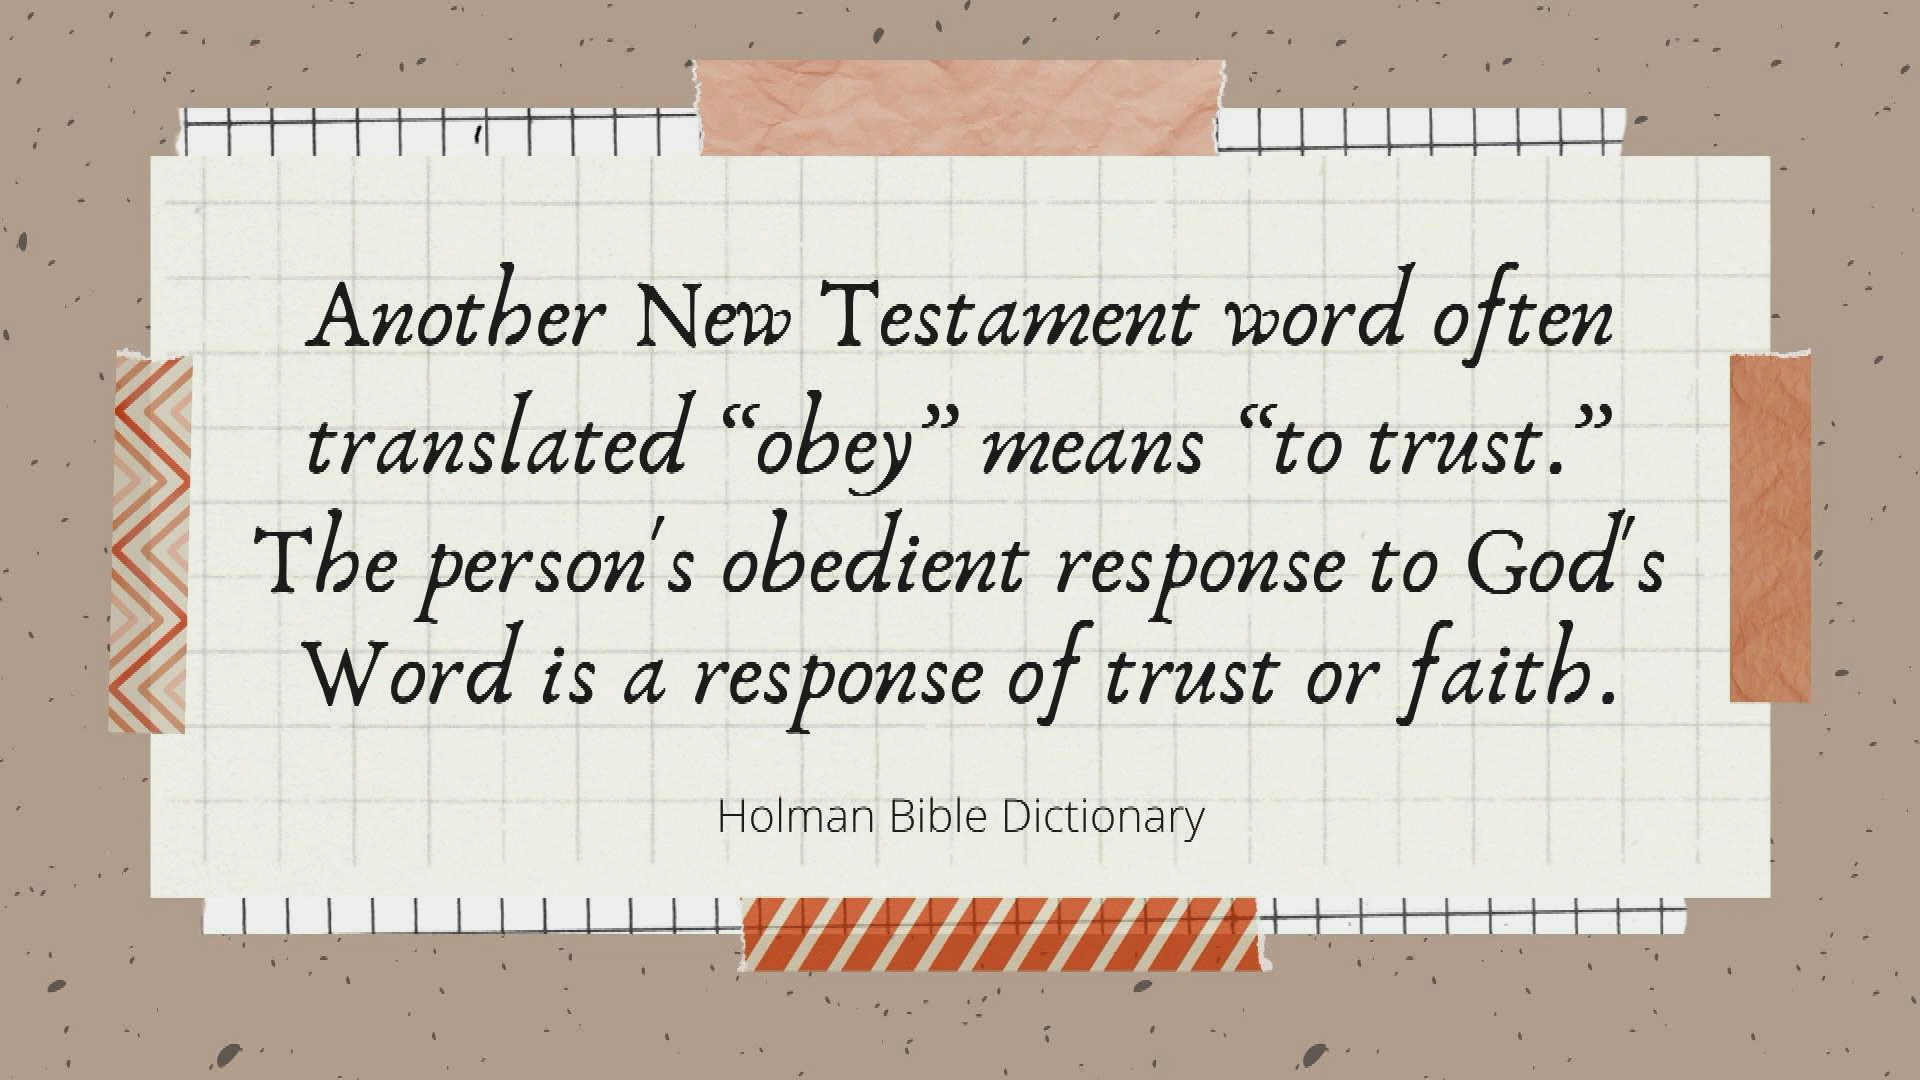 Another New Testament word often
translated “obey” means “to trust.”
The person's obedient response to God's
Word is a response of trust or faith.
Holman Bible Dictionary